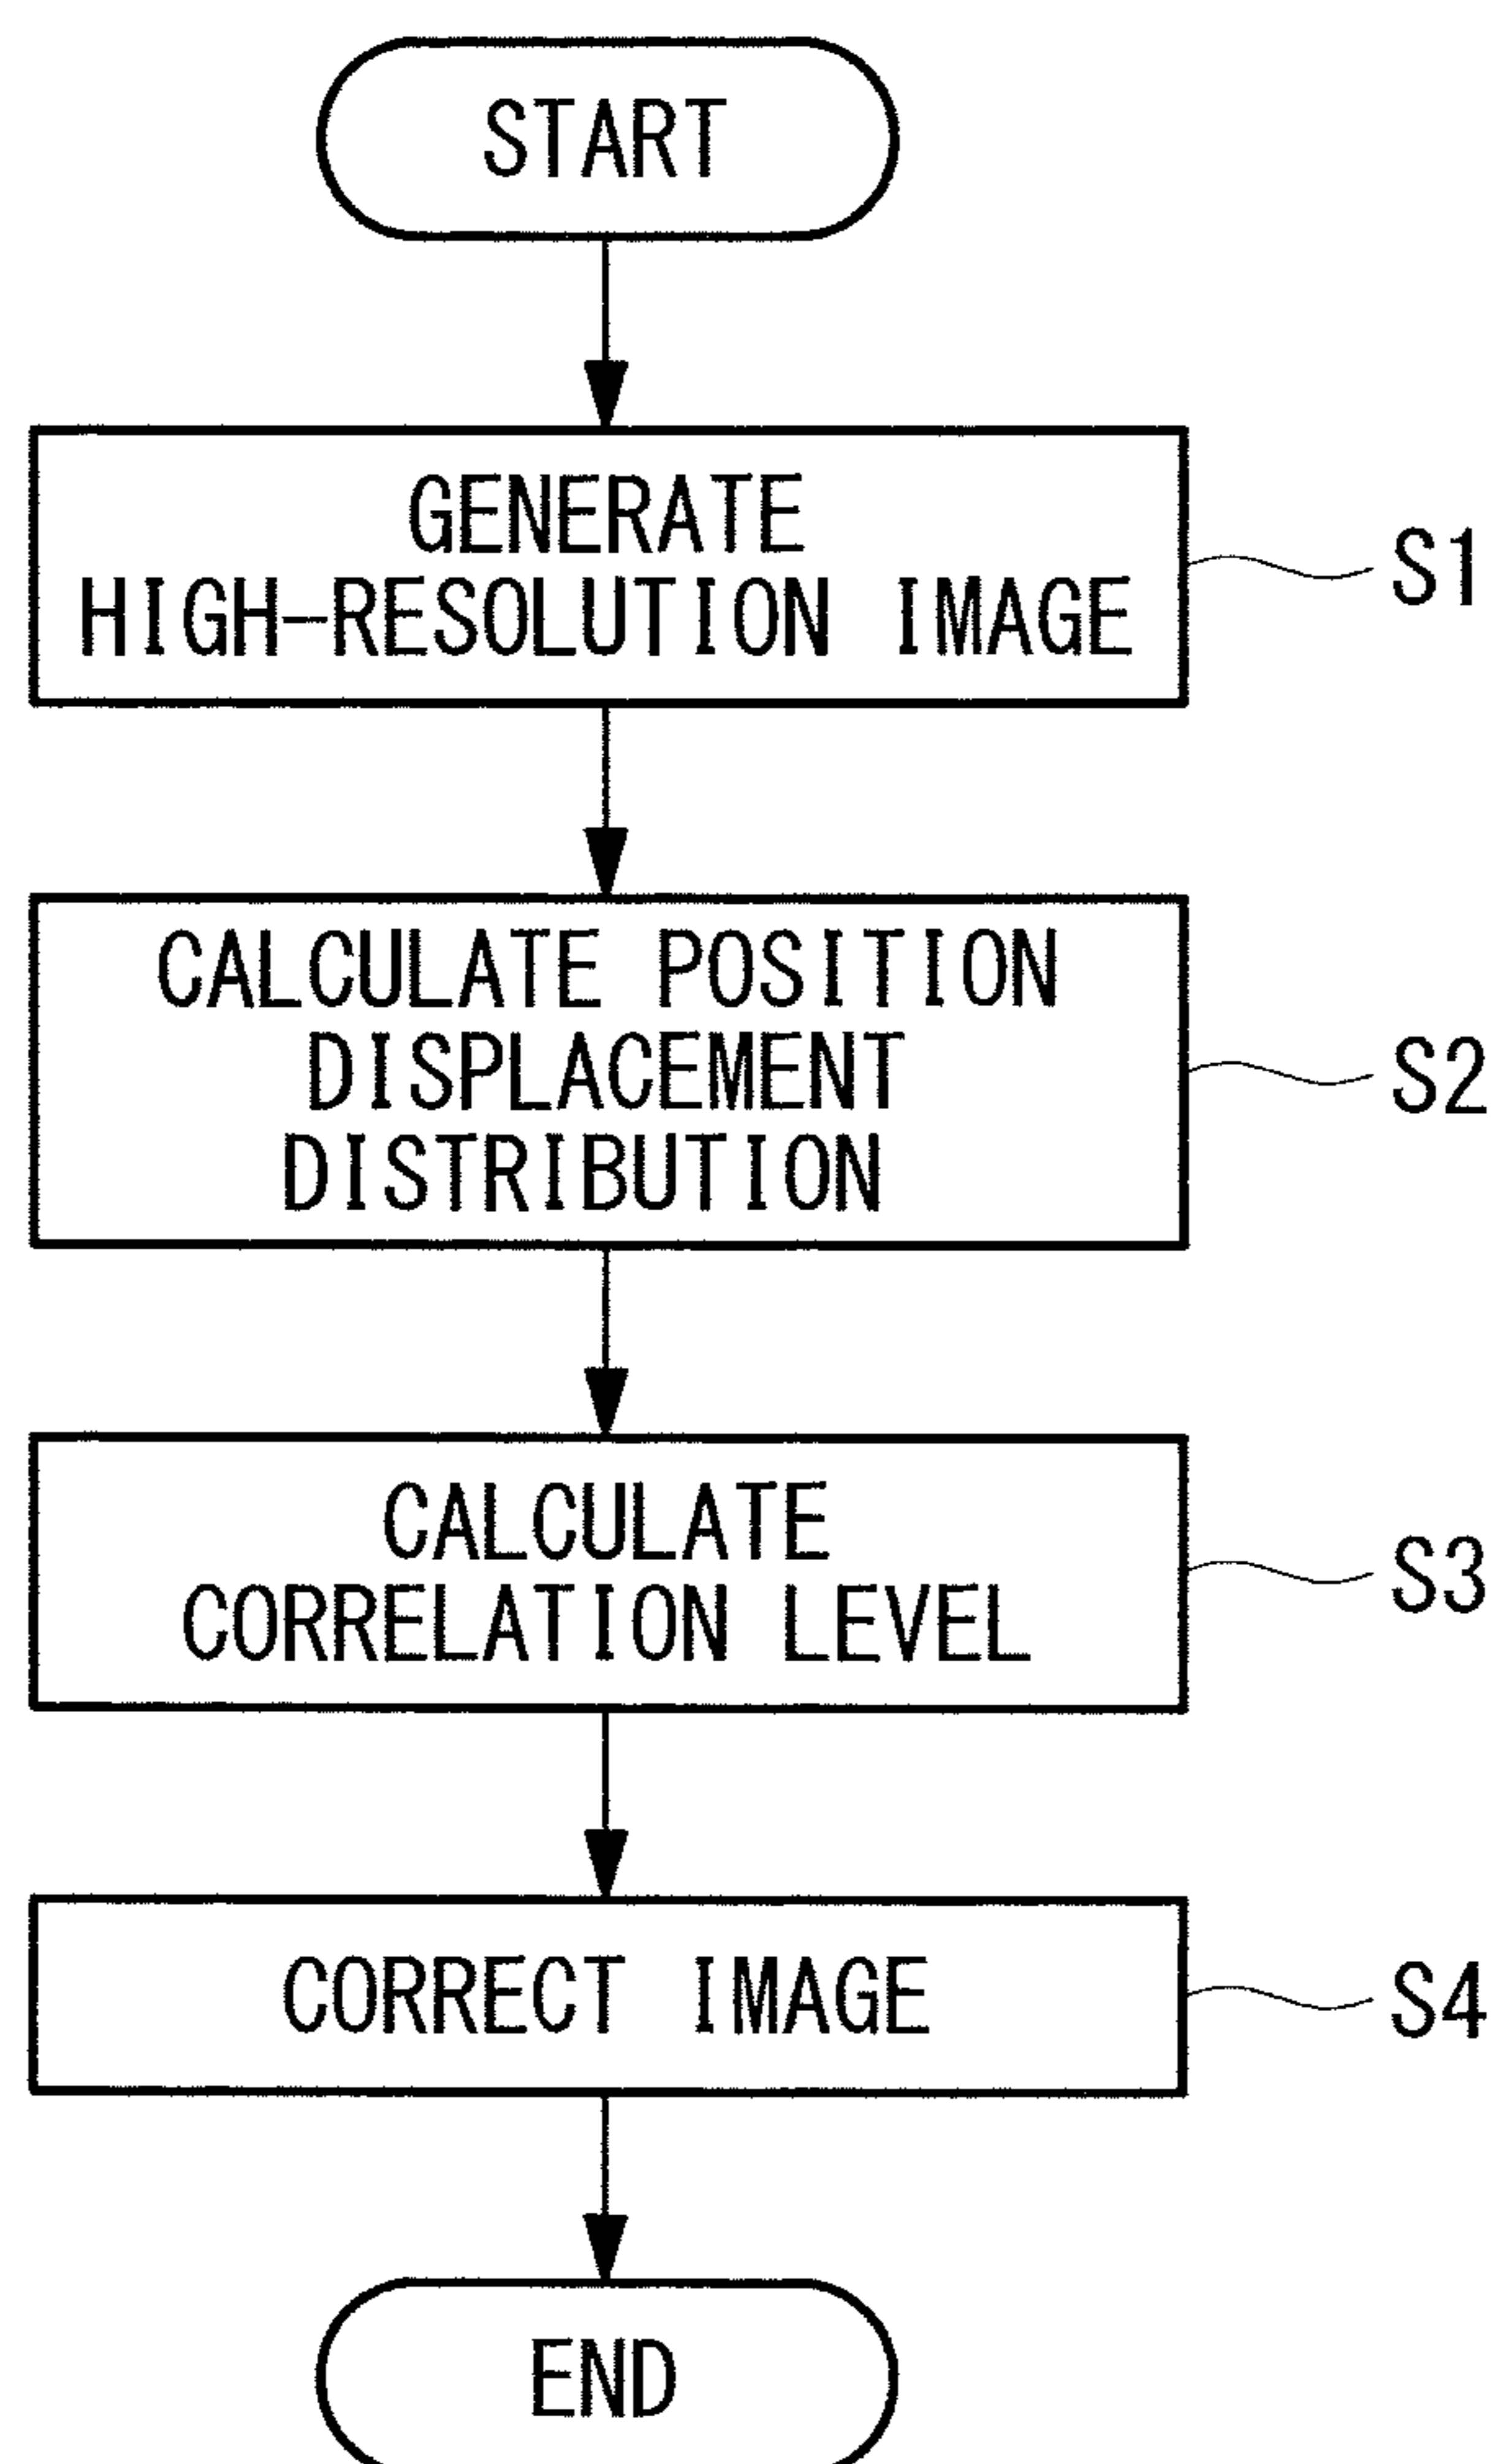 START
GENERATE
HIGH-RESOLUTION IMAGE
S1
CALCULATE POSITION
DISPLACEMENT
DISTRIBUTION
S2
CALCULATE
CORRELATION LEVEL
S3
CORRECT IMAGE
S4
END